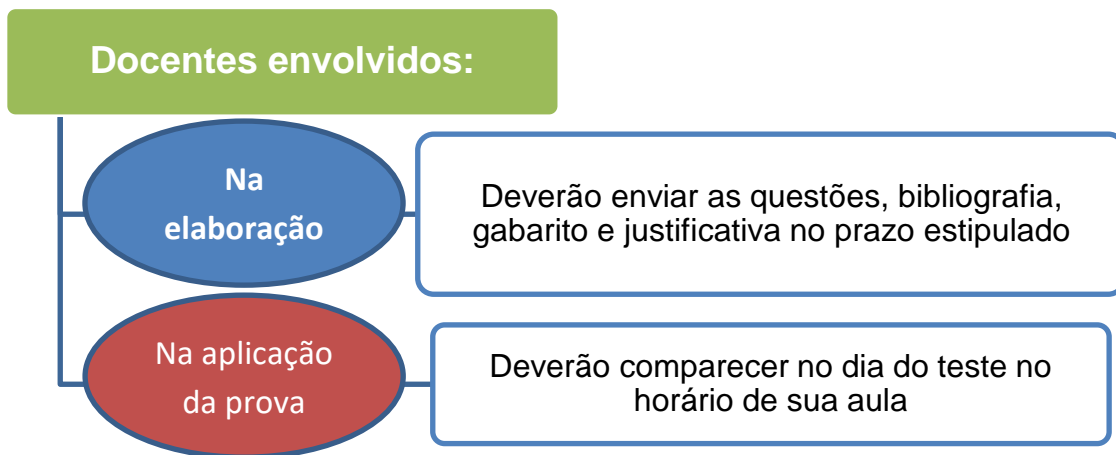 Docentes envolvidos:
Na
elaboração
Deverão enviar as questões, bibliografia,
gabarito e justificativa no prazo estipulado
Na aplicação
da prova
Deverão comparecer no dia do teste no
horário de sua aula